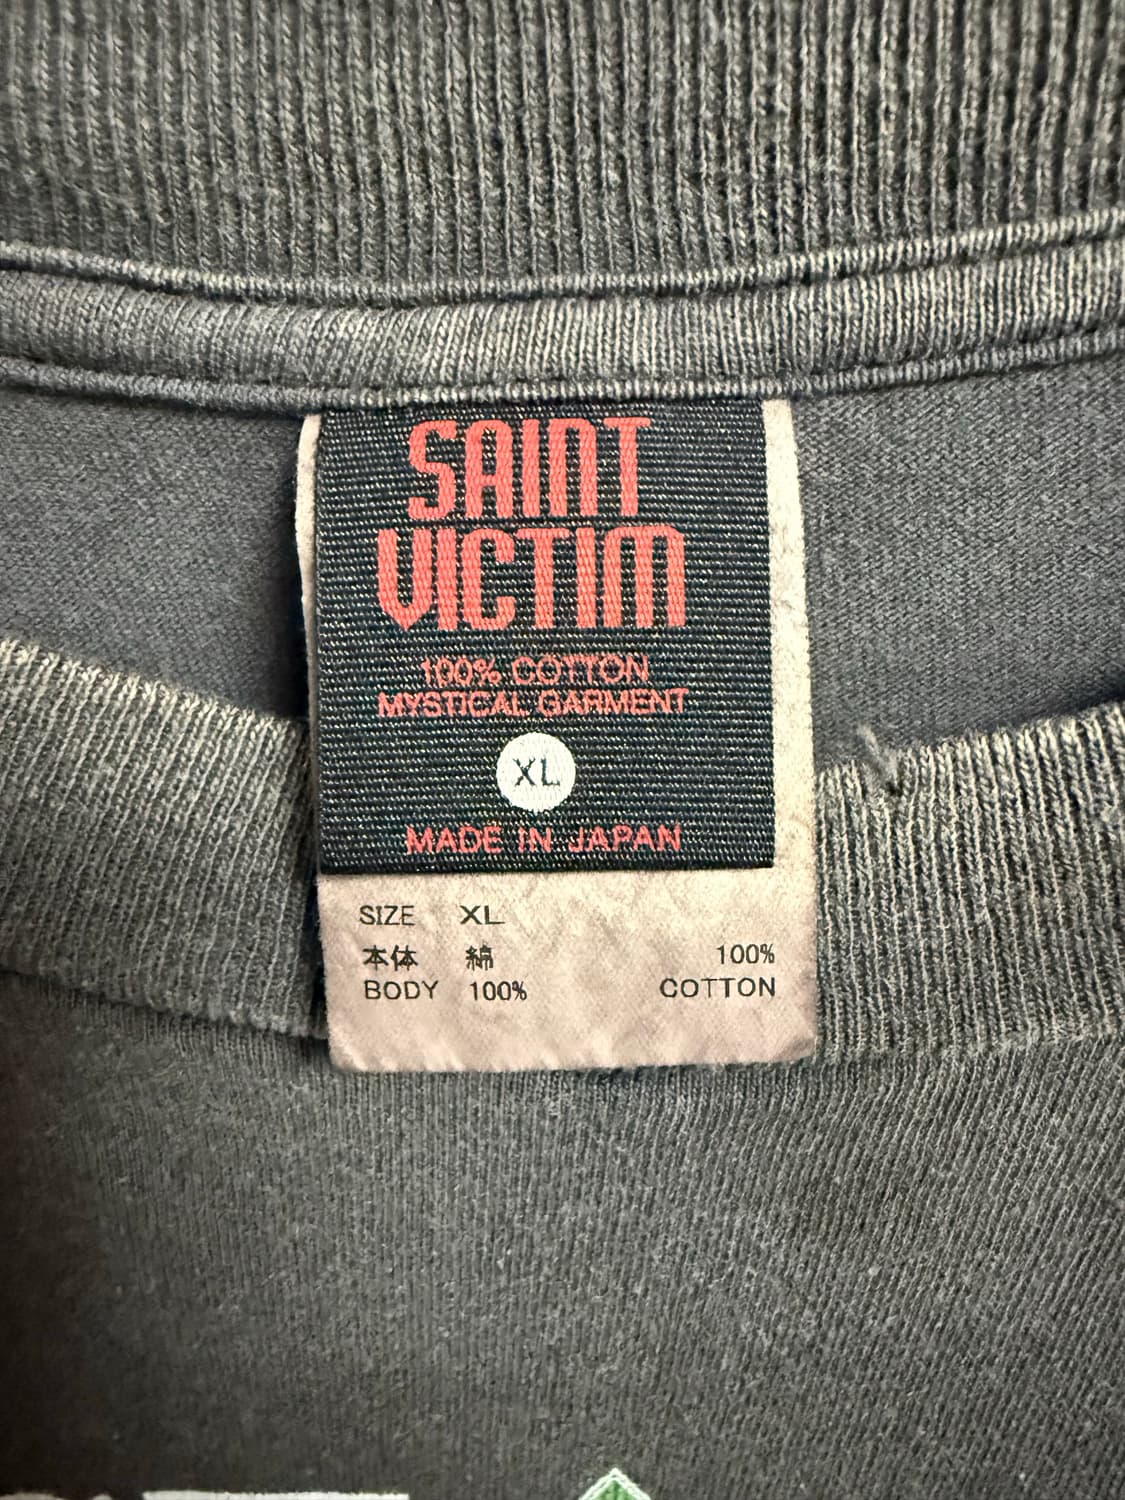 SAINT
VICTIM
100% COTTON
MYSTICAL GARMENT
XL
MADE IN JAPAN
SIZE XL
本体 綿 100%
BODY 100% COTTON